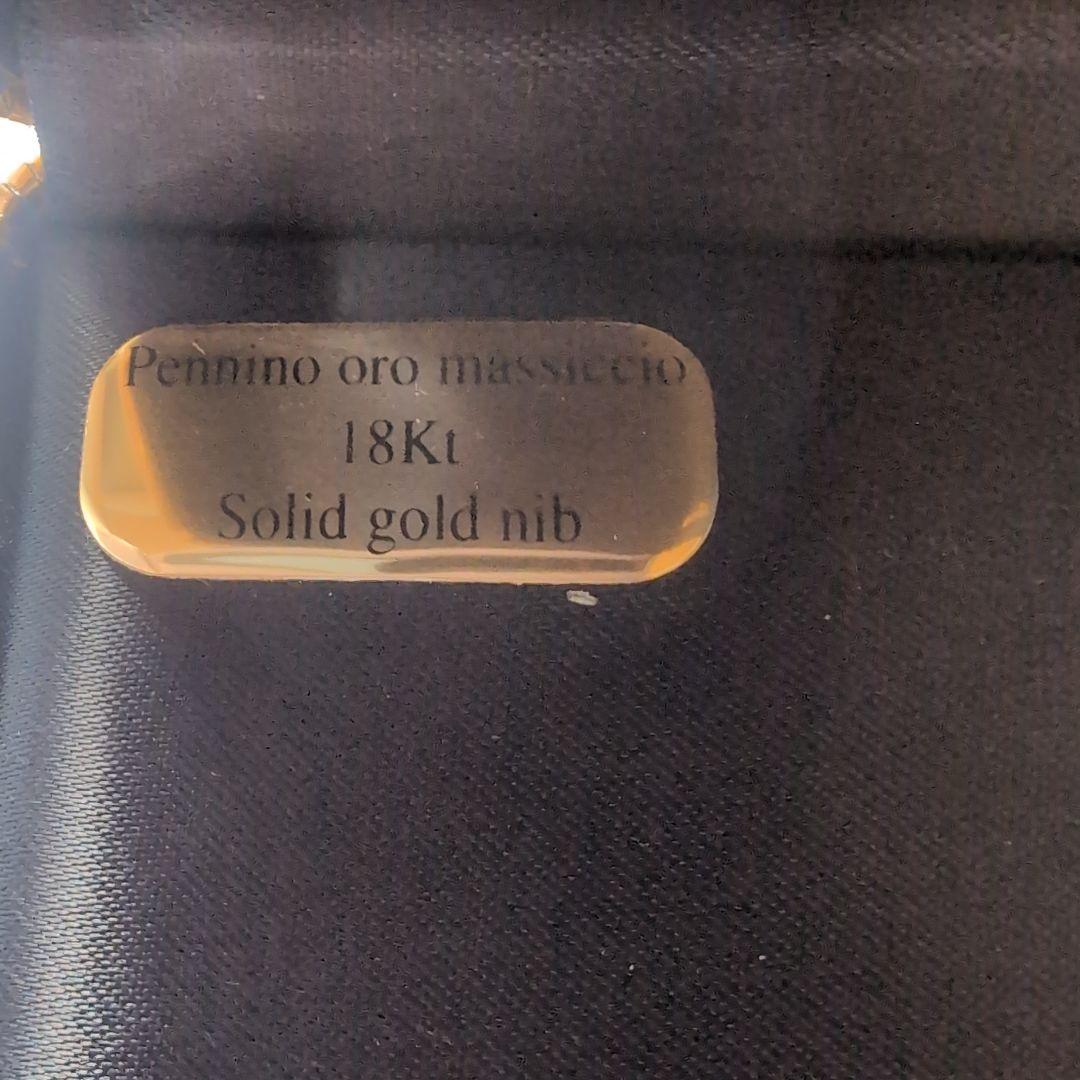 Pennino oro massiccio
18Kt
Solid gold nib